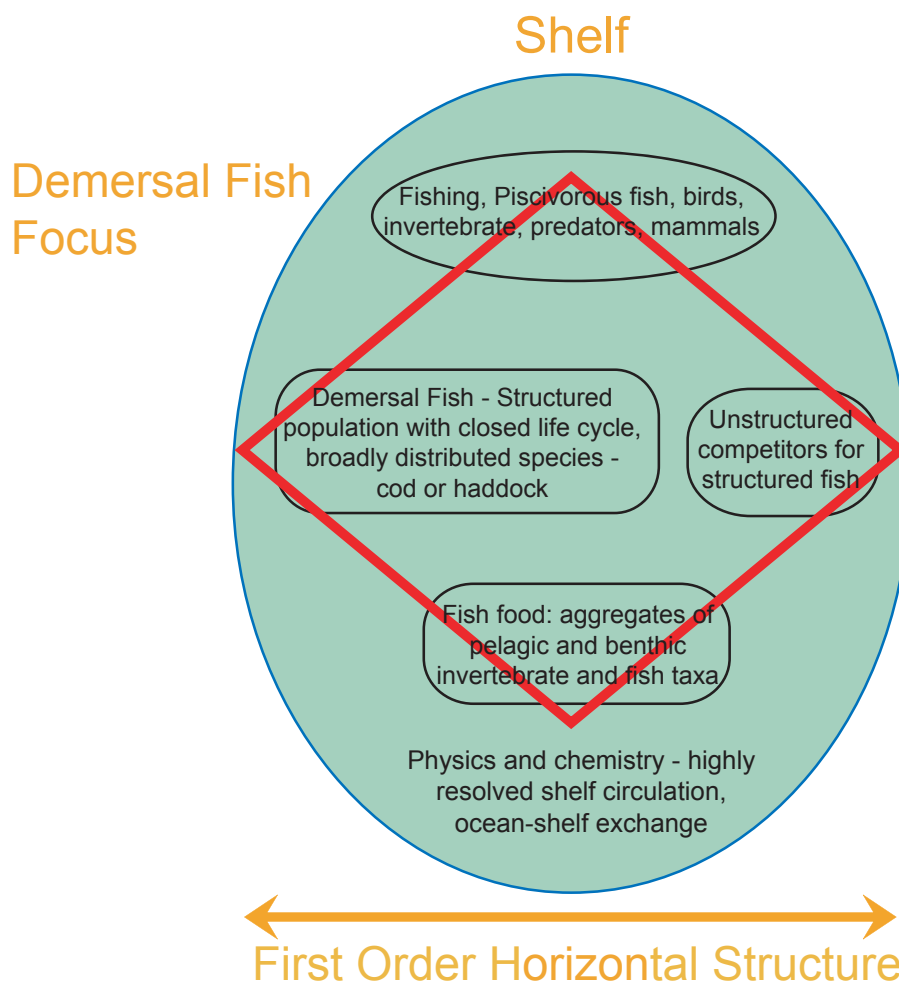 Shelf
Demersal Fish
Focus
Fishing, Piscivorous fish, birds,
invertebrate, predators, mammals
Demersal Fish - Structured
population with closed life cycle,
broadly distributed species -
cod or haddock
Unstructured
competitors for
structured fish
Fish food: aggregates of
pelagic and benthic
invertebrate and fish taxa
Physics and chemistry - highly
resolved shelf circulation,
ocean-shelf exchange
First Order Horizontal Structure